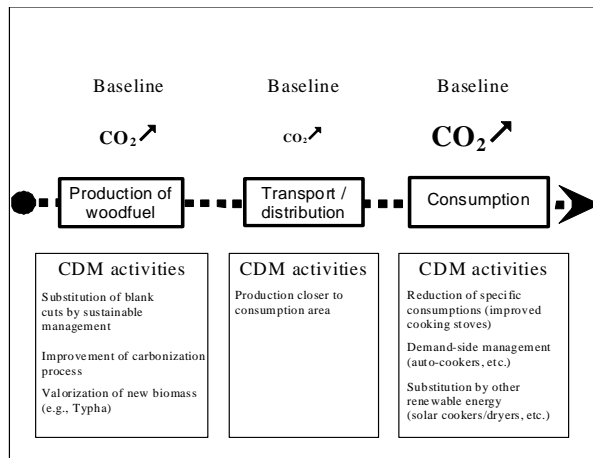 Baseline
CO₂↗
Production of
woodfuel
CDM activities
Substitution of blank
cuts by sustainable
management
Improvement of carbonization
process
Valorization of new biomass
(e.g., Typha)
Baseline
CO₂↗
Transport /
distribution
CDM activities
Production closer to
consumption area
Baseline
CO₂↗
Consumption
CDM activities
Reduction of specific
consumptions (improved
cooking stoves)
Demand-side management
(auto-cookers, etc.)
Substitution by other
renewable energy
(solar cookers/dryers, etc.)